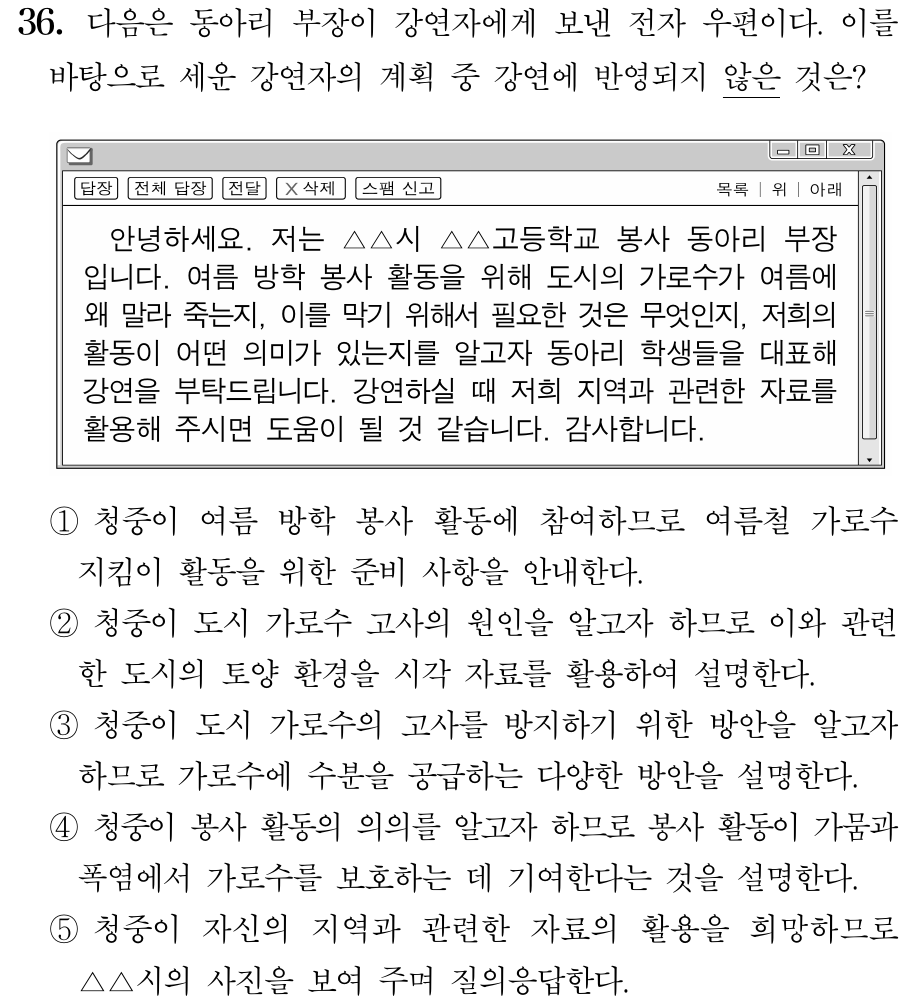 36. 다음은 동아리 부장이 강연자에게 보낸 전자 우편이다. 이를
바탕으로 세운 강연자의 계획 중 강연에 반영되지 않은 것은?
답장 전체 답장 전달 X 삭제 스팸 신고 목록 | 위 | 아래
안녕하세요. 저는 △△시 △△고등학교 봉사 동아리 부장
입니다. 여름 방학 봉사 활동을 위해 도시의 가로수가 여름에
왜 말라 죽는지, 이를 막기 위해서 필요한 것은 무엇인지, 저희의
활동이 어떤 의미가 있는지를 알고자 동아리 학생들을 대표해
강연을 부탁드립니다. 강연하실 때 저희 지역과 관련한 자료를
활용해 주시면 도움이 될 것 같습니다. 감사합니다.
① 청중이 여름 방학 봉사 활동에 참여하므로 여름철 가로수
지킴이 활동을 위한 준비 사항을 안내한다.
② 청중이 도시 가로수 고사의 원인을 알고자 하므로 이와 관련
한 도시의 토양 환경을 시각 자료를 활용하여 설명한다.
③ 청중이 도시 가로수의 고사를 방지하기 위한 방안을 알고자
하므로 가로수에 수분을 공급하는 다양한 방안을 설명한다.
④ 청중이 봉사 활동의 의의를 알고자 하므로 봉사 활동이 가뭄과
폭염에서 가로수를 보호하는 데 기여한다는 것을 설명한다.
⑤ 청중이 자신의 지역과 관련한 자료의 활용을 희망하므로
△△시의 사진을 보여 주며 질의응답한다.